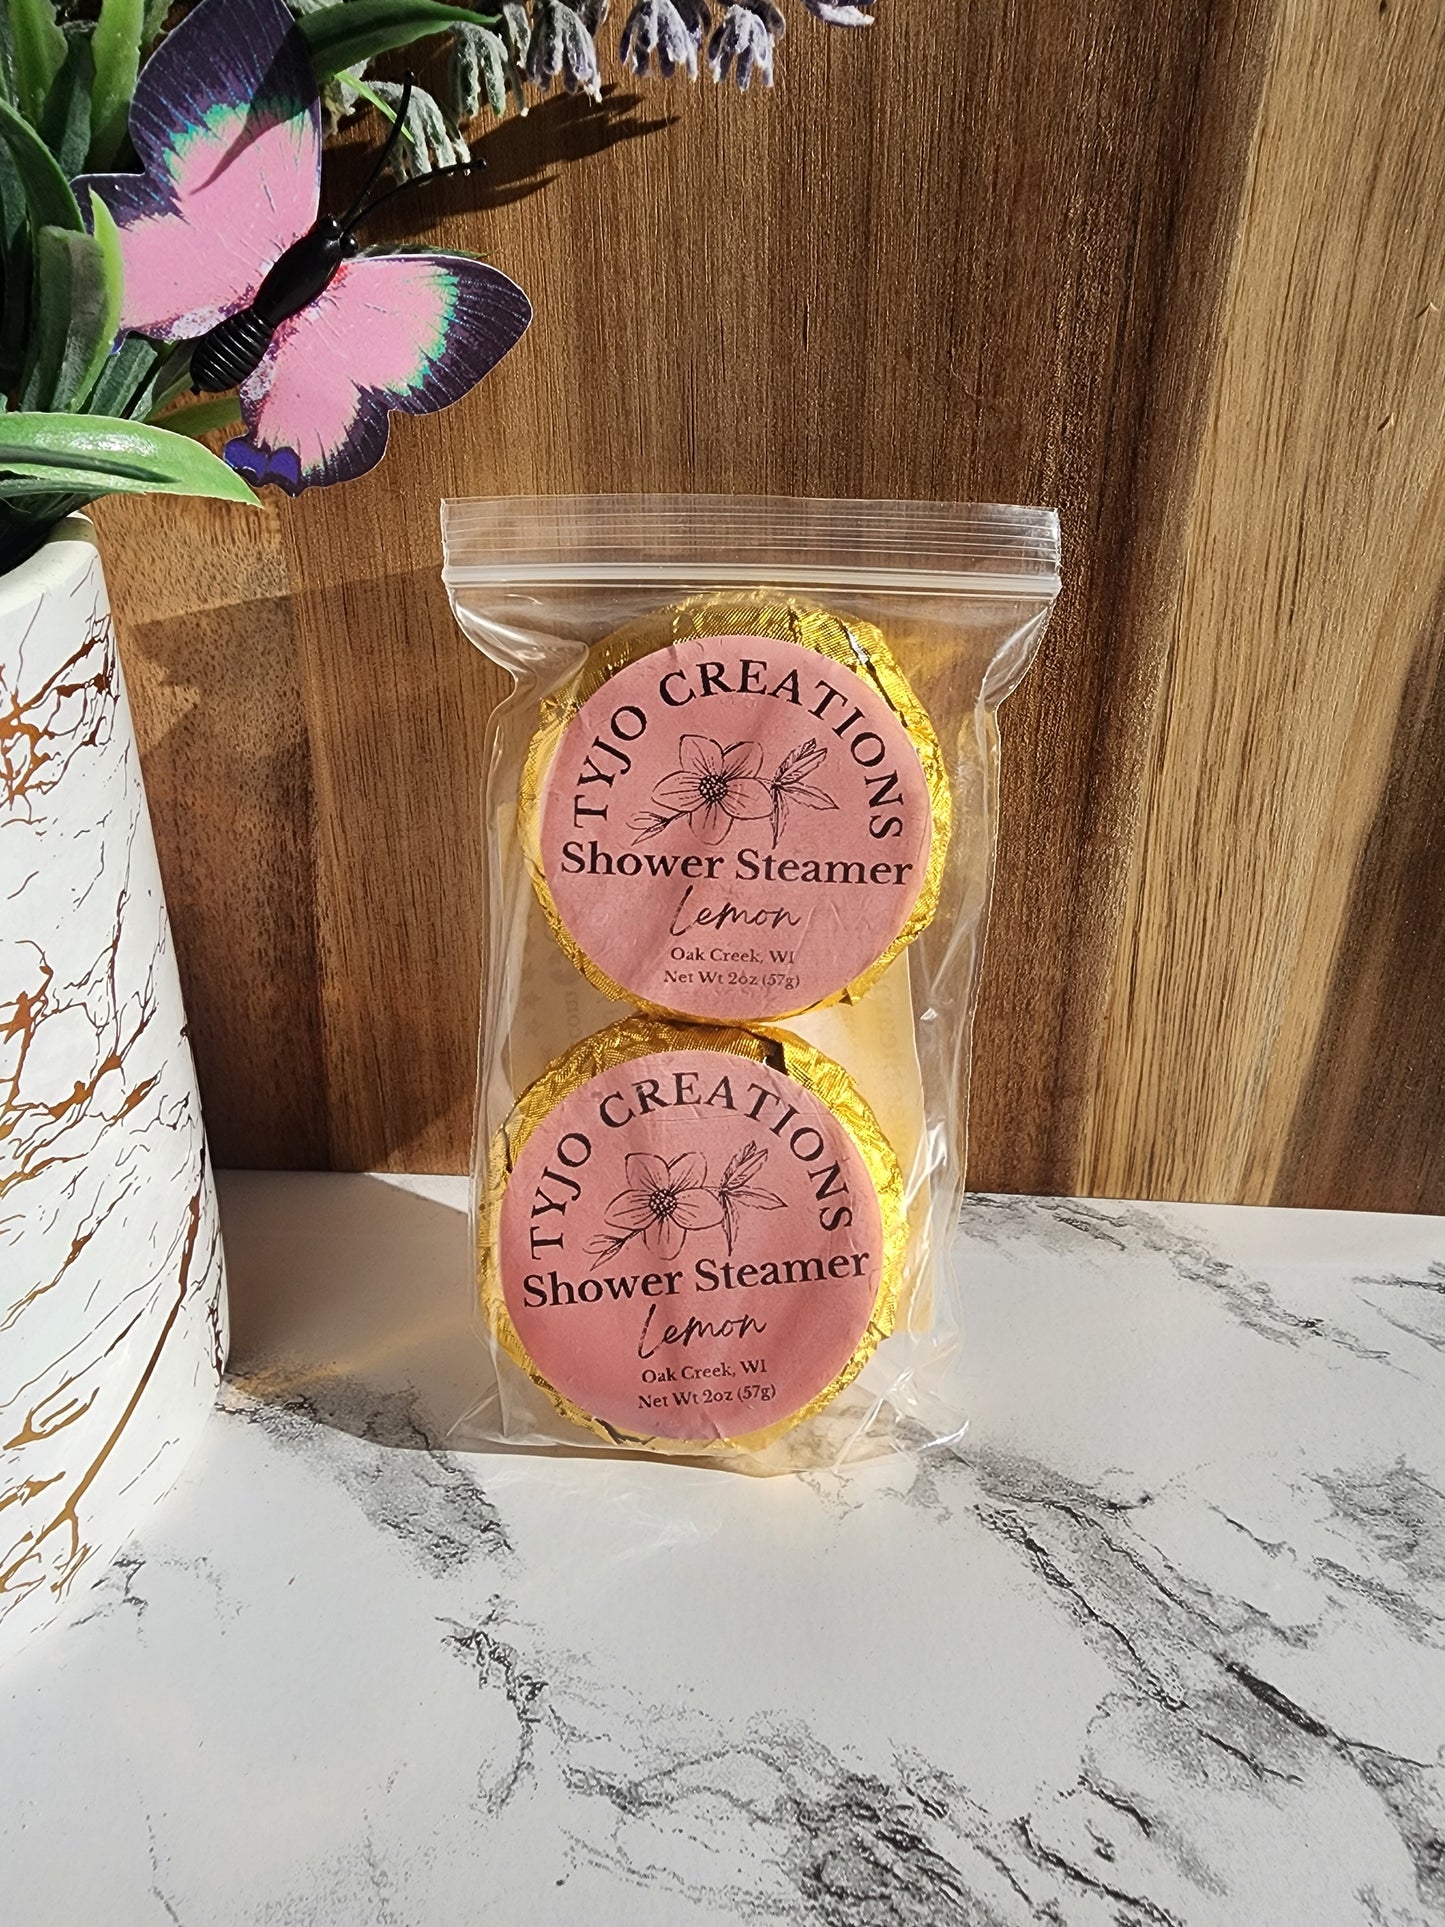 TYJO CREATIONS
Shower Steamer
Lemon
Oak Creek, WI
Net Wt 2oz (57g)
TYJO CREATIONS
Shower Steamer
Lemon
Oak Creek, WI
Net Wt 2oz (57g)